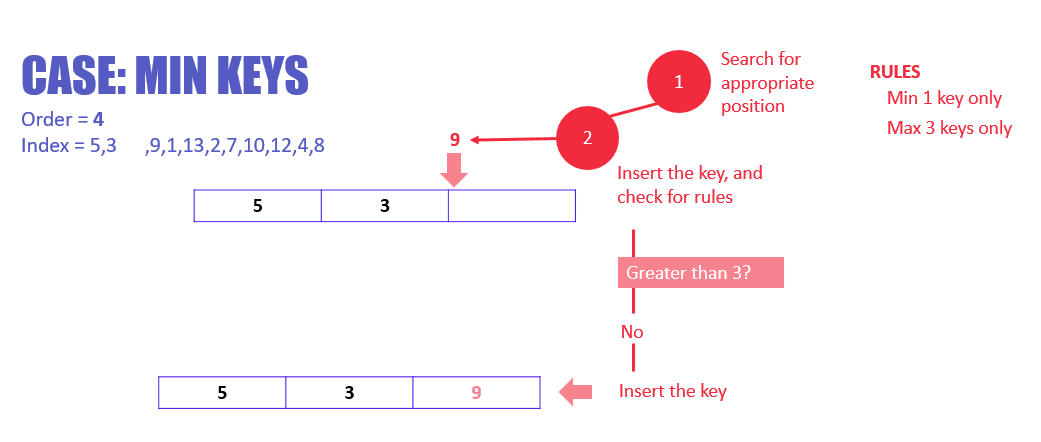 CASE: MIN KEYS
Order = 4
Index = 5,3 ,9,1,13,2,7,10,12,4,8
1
Search for
appropriate
position
RULES
Min 1 key only
Max 3 keys only
9
2
Insert the key, and
check for rules
5 3
Greater than 3?
No
Insert the key
5 3 9